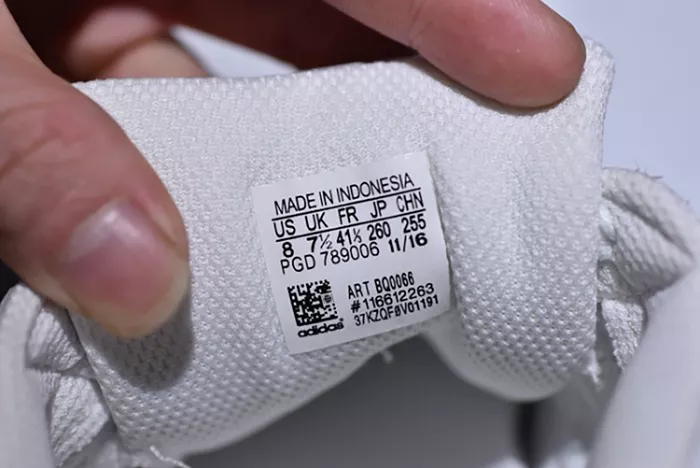 MADE IN INDONESIA
US UK FR JP CHN
8 7½ 41⅓ 260 255
PGD 789006 11/16
ART BQ0066
#116612263
37KZQF8V01191
adidas